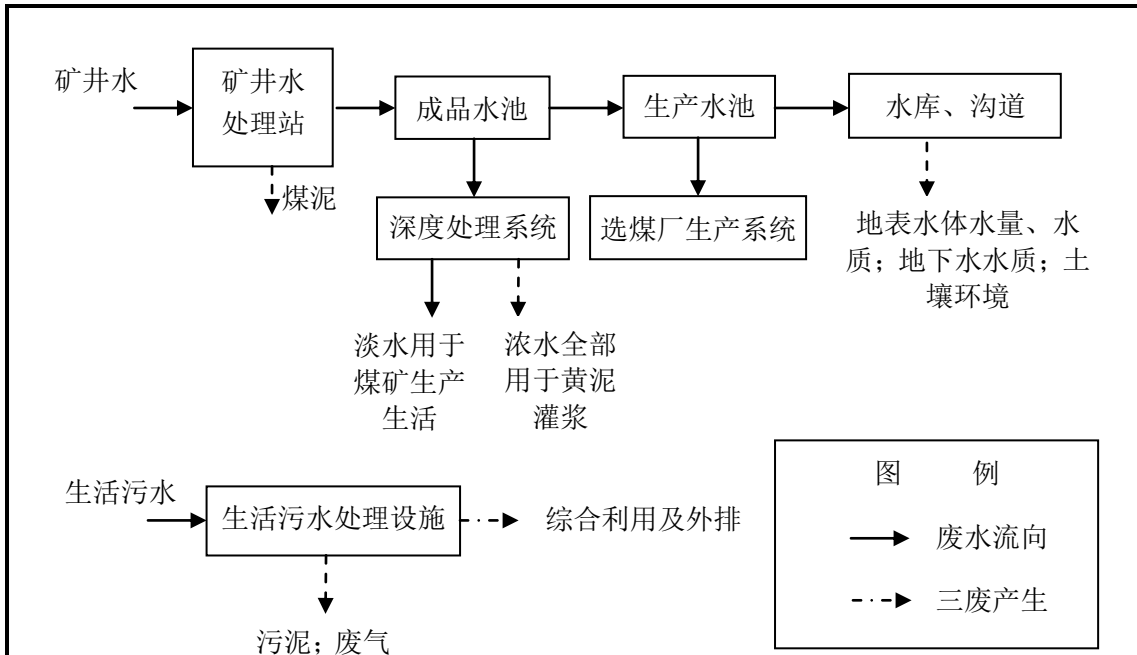 矿井水
矿井水
处理站
成品水池
生产水池
水库、沟道
煤泥
深度处理系统
选煤厂生产系统
地表水体水量、水
质；地下水水质；土
壤环境
淡水用于
煤矿生产
生活
浓水全部
用于黄泥
灌浆
生活污水
生活污水处理设施
综合利用及外排
污泥；废气
图 例
废水流向
三废产生